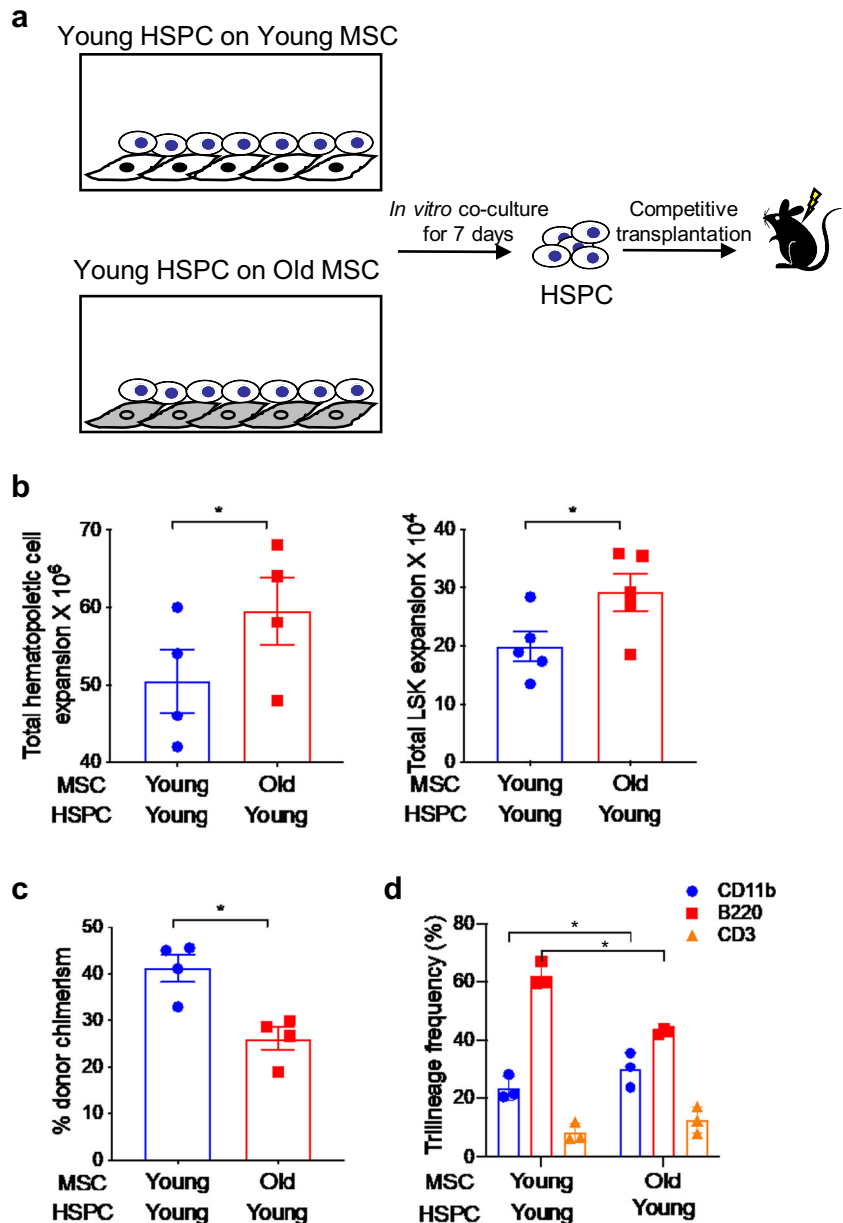 a
Young HSPC on Young MSC
In vitro co-culture
for 7 days
Competitive
transplantation
HSPC
Young HSPC on Old MSC
b
Total hematopoietic cell
expansion X 10⁶
70
60
50
40
*
MSC Young Old
HSPC Young Young
Total LSK expansion X 10⁴
40
30
20
10
0
*
MSC Young Old
HSPC Young Young
c
% donor chimerism
50
40
30
20
10
0
*
MSC Young Old
HSPC Young Young
d
CD11b
B220
CD3
Trilineage frequency (%)
80
60
40
20
0
*
*
MSC Young Old
HSPC Young Young